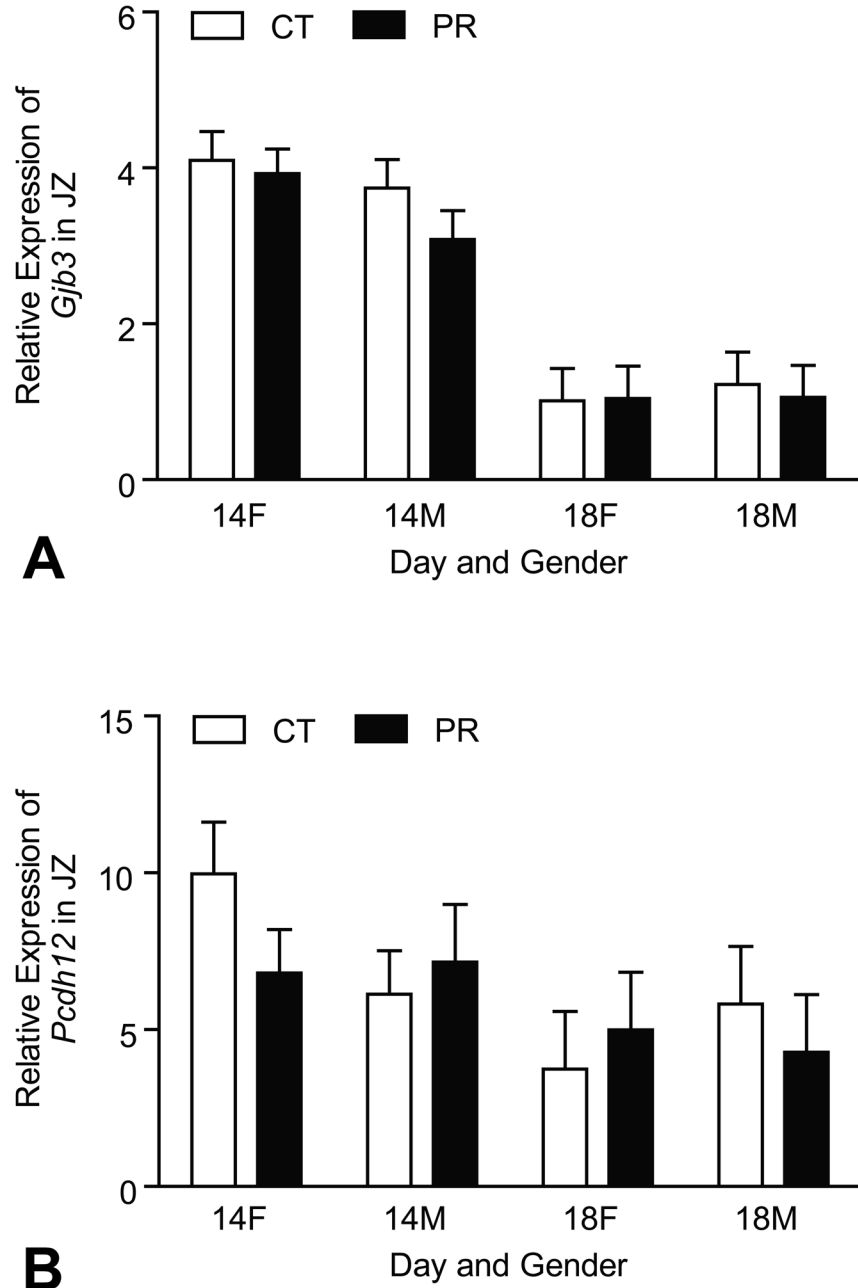 6
CT PR
4
2
0
Relative Expression of
Gjb3 in JZ
14F 14M 18F 18M
Day and Gender
A
15
CT PR
10
5
0
Relative Expression of
Pcdh12 in JZ
14F 14M 18F 18M
Day and Gender
B